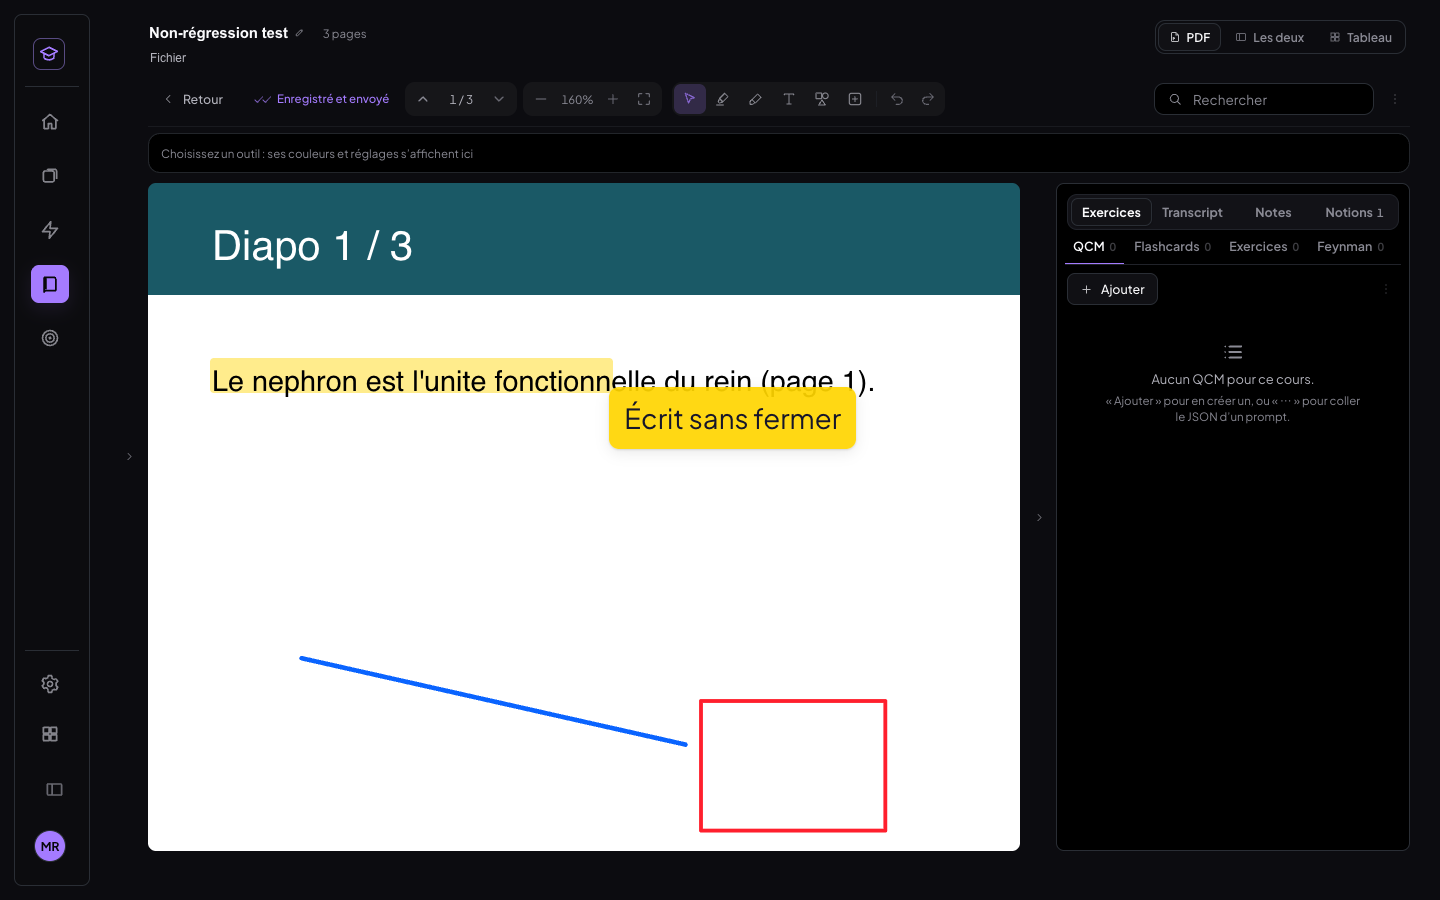 Non-régression test
3 pages
Fichier
PDF
Les deux
Tableau
Retour
Enregistré et envoyé
1 / 3
160%
Rechercher
Choisissez un outil : ses couleurs et réglages s'affichent ici
Diapo 1 / 3
Le nephron est l'unite fonctionnelle du rein (page 1).
Écrit sans fermer
Exercices
Transcript
Notes
Notions 1
QCM 0
Flashcards 0
Exercices 0
Feynman 0
Ajouter
Aucun QCM pour ce cours.
« Ajouter » pour en créer un, ou « ⋯ » pour coller
le JSON d'un prompt.
MR